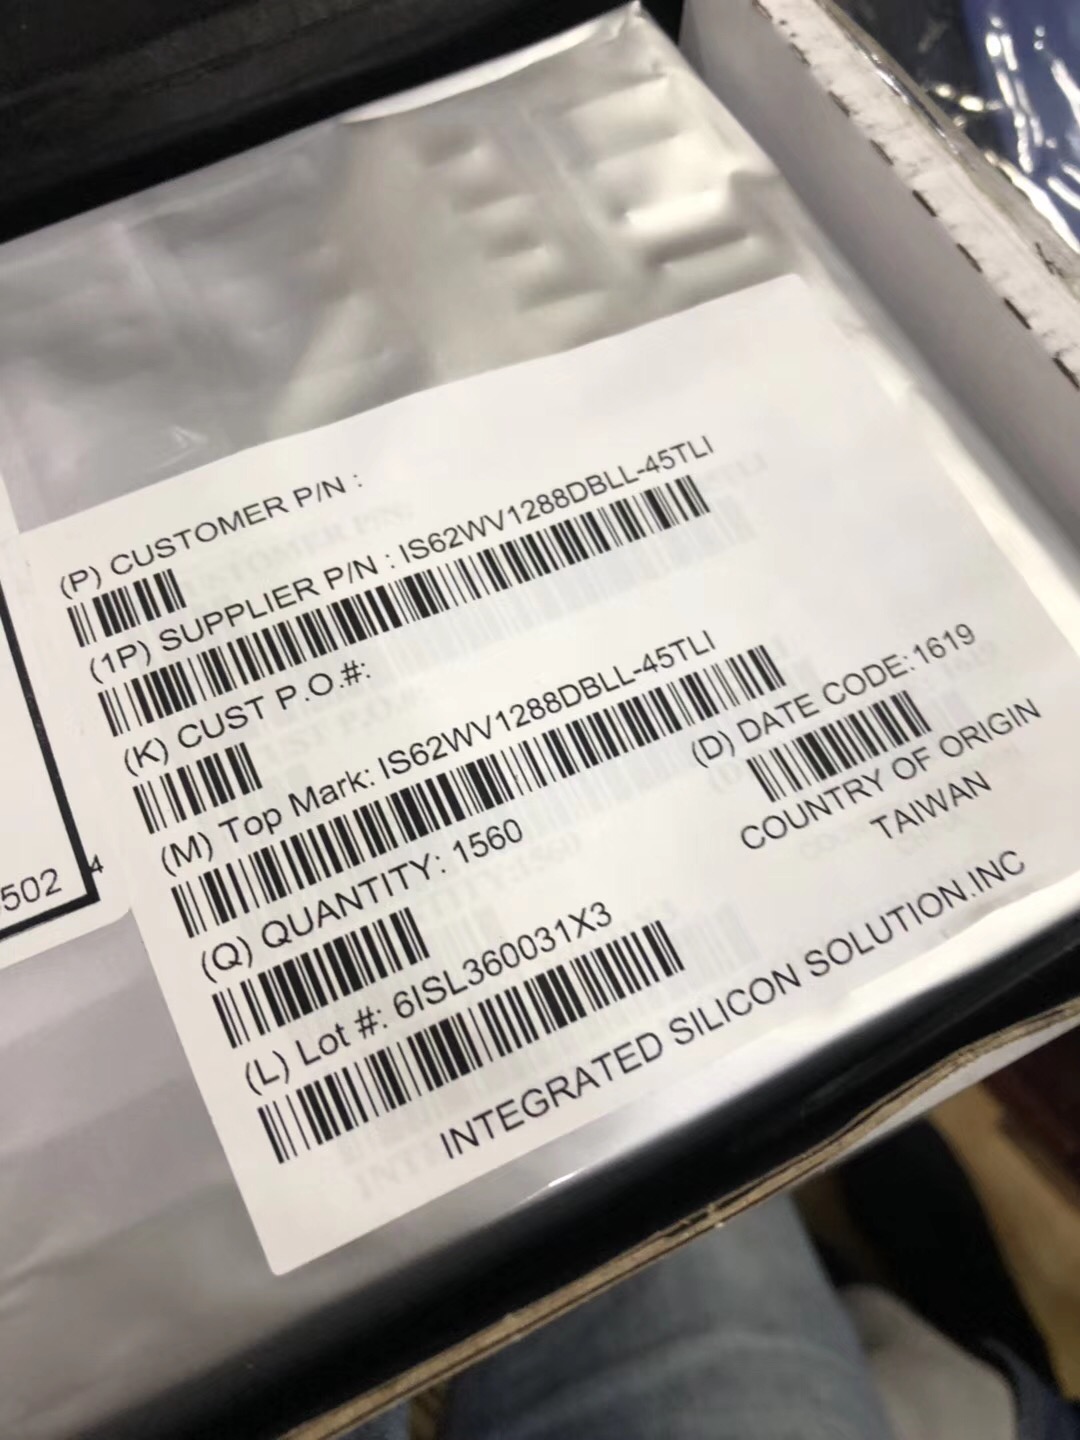 (P) CUSTOMER P/N :
(1P) SUPPLIER P/N : IS62WV1288DBLL-45TLI
(K) CUST P.O.#:
(M) Top Mark: IS62WV1288DBLL-45TLI
(Q) QUANTITY: 1560
(D) DATE CODE:1619
(L) Lot #: 6ISL360031X3
COUNTRY OF ORIGIN
TAIWAN
INTEGRATED SILICON SOLUTION.INC
502
4